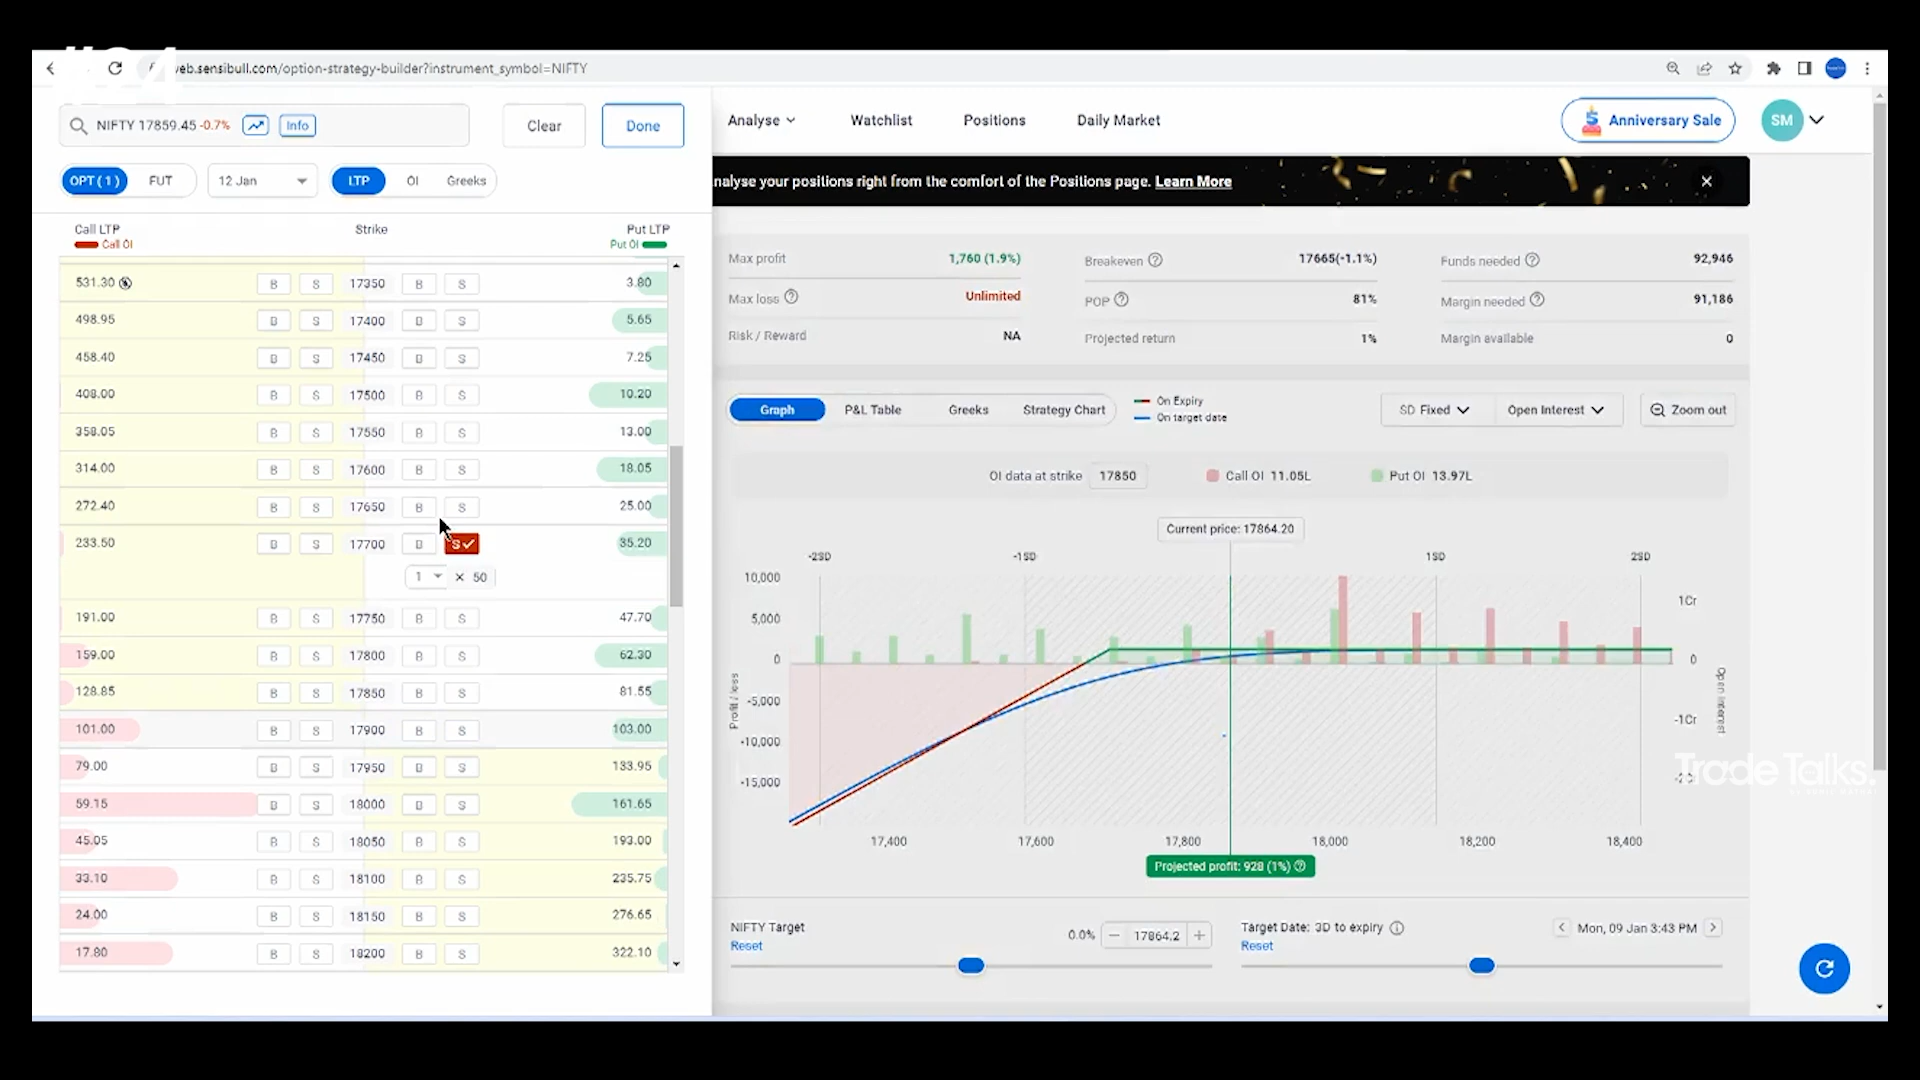 #24
web.sensibull.com/option-strategy-builder?instrument_symbol=NIFTY
NIFTY 17859.45 -0.7% Info
Clear
Done
Analyse
Watchlist
Positions
Daily Market
5 Anniversary Sale
SM
OPT ( 1 ) FUT
12 Jan
LTP OI Greeks
nalyse your positions right from the comfort of the Positions page. Learn More
Call LTP Strike Put LTP
Call OI Put OI
531.30 B S 17350 B S 3.80
498.95 B S 17400 B S 5.65
458.40 B S 17450 B S 7.25
408.00 B S 17500 B S 10.20
358.05 B S 17550 B S 13.00
314.00 B S 17600 B S 18.05
272.40 B S 17650 B S 25.00
233.50 B S 17700 B S 35.20
1 × 50
191.00 B S 17750 B S 47.70
159.00 B S 17800 B S 62.30
128.85 B S 17850 B S 81.55
101.00 B S 17900 B S 103.00
79.00 B S 17950 B S 133.95
59.15 B S 18000 B S 161.65
45.05 B S 18050 B S 193.00
33.10 B S 18100 B S 235.75
24.00 B S 18150 B S 276.65
17.80 B S 18200 B S 322.10
Max profit 1,760 (1.9%)
Breakeven 17665(-1.1%)
Funds needed 92,946
Max loss Unlimited
POP 81%
Margin needed 91,186
Risk / Reward NA
Projected return 1%
Margin available 0
Graph P&L Table Greeks Strategy Chart
On Expiry
On target date
SD Fixed
Open Interest
Zoom out
OI data at strike 17850 Call OI 11.05L Put OI 13.97L
Current price: 17864.20
-2SD -1SD 1SD 2SD
10,000
5,000
0
-5,000
-10,000
-15,000
Profit / loss
1Cr
0
-1Cr
Open Interest
Trade Talks.
17,400 17,600 17,800 18,000 18,200 18,400
Projected profit: 928 (1%)
NIFTY Target
Reset
0.0% 17864.2
Target Date: 3D to expiry
Reset
Mon, 09 Jan 3:43 PM